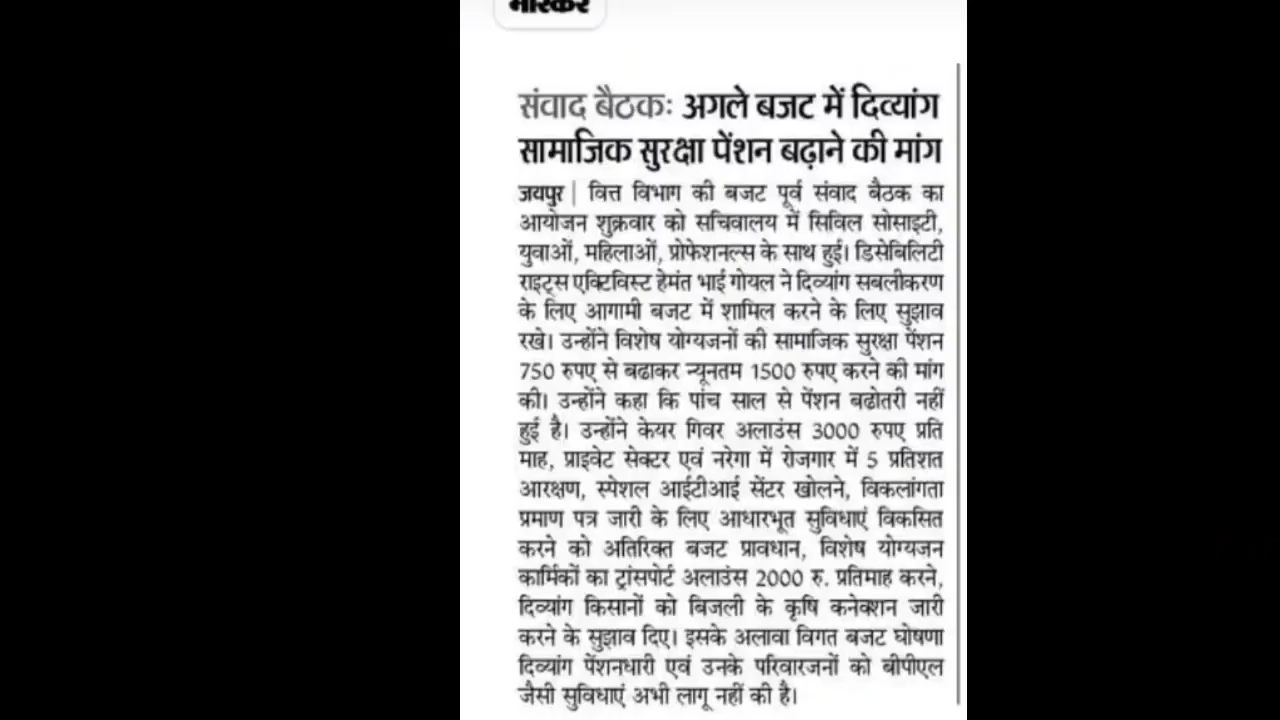 भास्कर
संवाद बैठक: अगले बजट में दिव्यांग
सामाजिक सुरक्षा पेंशन बढ़ाने की मांग
जयपुर | वित्त विभाग की बजट पूर्व संवाद बैठक का
आयोजन शुक्रवार को सचिवालय में सिविल सोसाइटी,
युवाओं, महिलाओं, प्रोफेशनल्स के साथ हुई। डिसेबिलिटी
राइट्स एक्टिविस्ट हेमंत भाई गोयल ने दिव्यांग सबलीकरण
के लिए आगामी बजट में शामिल करने के लिए सुझाव
रखे। उन्होंने विशेष योग्यजनों की सामाजिक सुरक्षा पेंशन
750 रुपए से बढाकर न्यूनतम 1500 रुपए करने की मांग
की। उन्होंने कहा कि पांच साल से पेंशन बढोतरी नहीं
हुई है। उन्होंने केयर गिवर अलाउंस 3000 रुपए प्रति
माह, प्राइवेट सेक्टर एवं नरेगा में रोजगार में 5 प्रतिशत
आरक्षण, स्पेशल आईटीआई सेंटर खोलने, विकलांगता
प्रमाण पत्र जारी के लिए आधारभूत सुविधाएं विकसित
करने को अतिरिक्त बजट प्रावधान, विशेष योग्यजन
कार्मिकों का ट्रांसपोर्ट अलाउंस 2000 रु. प्रतिमाह करने,
दिव्यांग किसानों को बिजली के कृषि कनेक्शन जारी
करने के सुझाव दिए। इसके अलावा विगत बजट घोषणा
दिव्यांग पेंशनधारी एवं उनके परिवारजनों को बीपीएल
जैसी सुविधाएं अभी लागू नहीं की है।